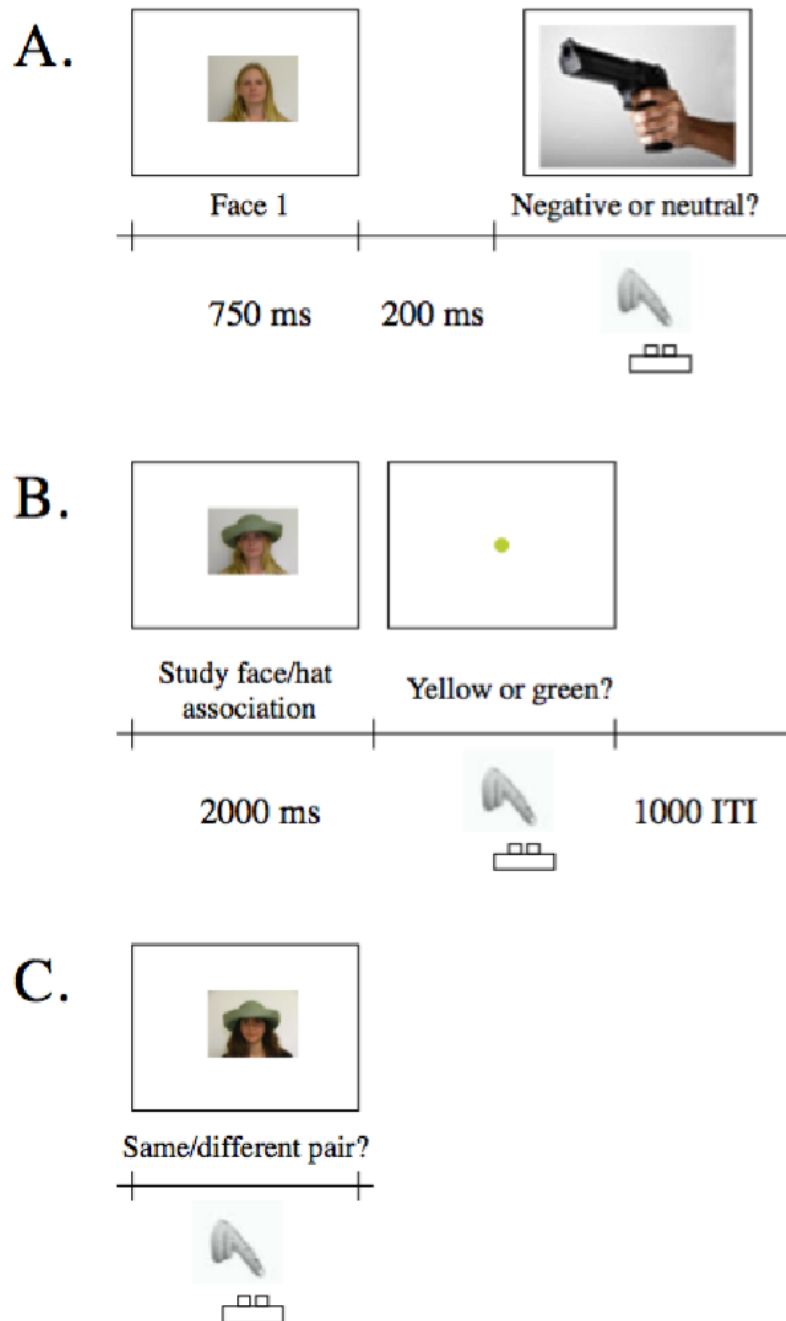 A.
Face 1
Negative or neutral?
750 ms
200 ms
B.
Study face/hat
association
Yellow or green?
2000 ms
1000 ITI
C.
Same/different pair?